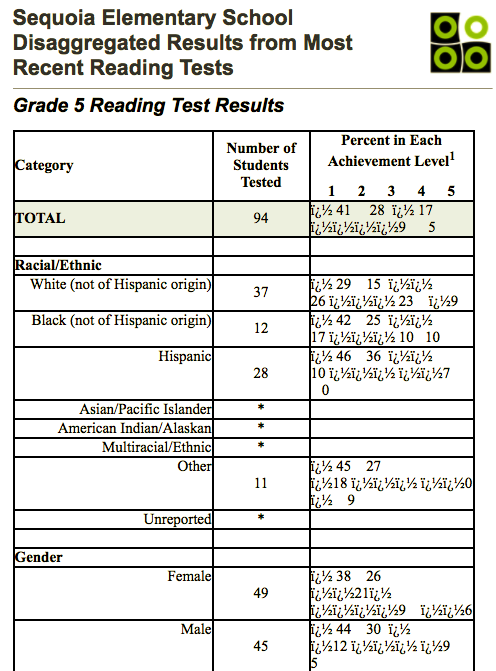 Sequoia Elementary School
Disaggregated Results from Most
Recent Reading Tests
Grade 5 Reading Test Results
Category
Number of
Students
Tested
Percent in Each
Achievement Level1
1 2 3 4 5
TOTAL
94
ï¿½ 41 28 ï¿½ 17
ï¿½ï¿½ï¿½ï¿½9 5
Racial/Ethnic
White (not of Hispanic origin)
37
ï¿½ 29 15 ï¿½ï¿½
26 ï¿½ï¿½ï¿½ 23 ï¿½9
Black (not of Hispanic origin)
12
ï¿½ 42 25 ï¿½ï¿½
17 ï¿½ï¿½ï¿½ 10 10
Hispanic
28
ï¿½ 46 36 ï¿½ï¿½
10 ï¿½ï¿½ï¿½ ï¿½ï¿½7
0
Asian/Pacific Islander
*
American Indian/Alaskan
*
Multiracial/Ethnic
*
Other
11
ï¿½ 45 27
ï¿½18 ï¿½ï¿½ï¿½ ï¿½ï¿½0
ï¿½ 9
Unreported
*
Gender
Female
49
ï¿½ 38 26
ï¿½ï¿½21ï¿½
ï¿½ï¿½ï¿½ï¿½9 ï¿½ï¿½6
Male
45
ï¿½ 44 30 ï¿½
ï¿½12 ï¿½ï¿½ï¿½ ï¿½9
5